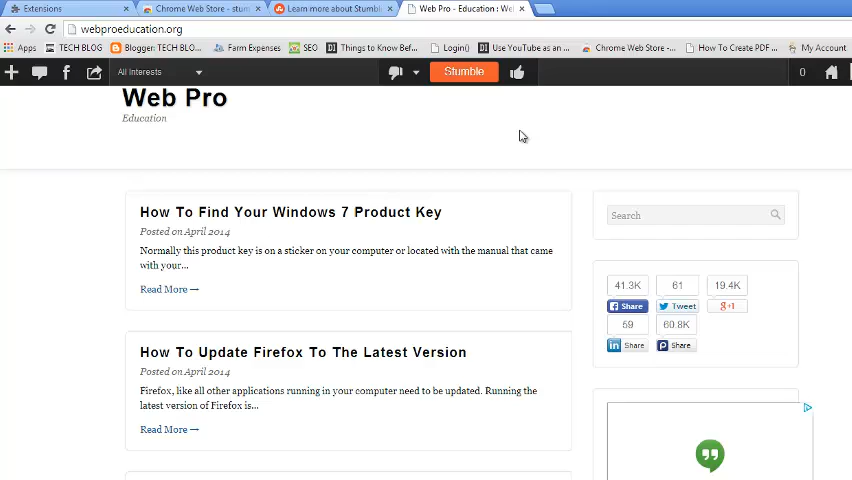 Extensions
Chrome Web Store - stum
Learn more about Stumbl
Web Pro - Education : We
webproeducation.org
Apps
TECH BLOG
Blogger: TECH BLO...
Farm Expenses
SEO
Things to Know Bef...
Login()
Use YouTube as an ...
Chrome Web Store -...
How To Create PDF ...
My Account
All Interests
Stumble
0
Web Pro
Education
How To Find Your Windows 7 Product Key
Posted on April 2014
Normally this product key is on a sticker on your computer or located with the manual that came
with your...
Read More →
How To Update Firefox To The Latest Version
Posted on April 2014
Firefox, like all other applications running in your computer need to be updated. Running the
latest version of Firefox is...
Read More →
Search
41.3K
61
19.4K
Share
Tweet
g+1
59
60.8K
in Share
Share